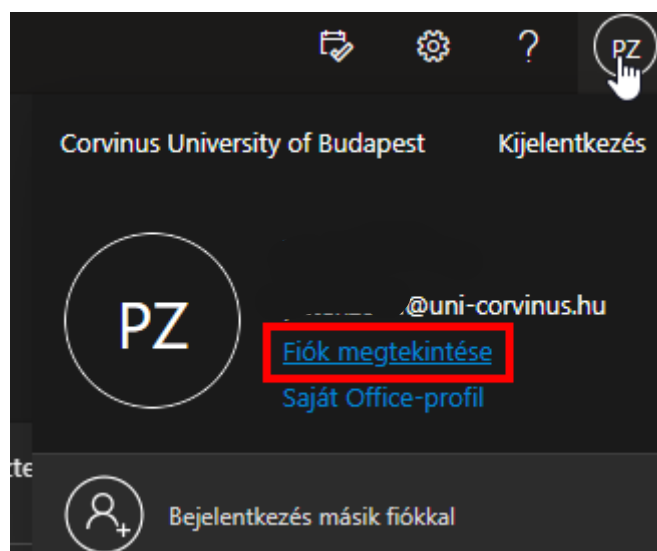 PZ
Corvinus University of Budapest Kijelentkezés
PZ
@uni-corvinus.hu
Fiók megtekintése
Saját Office-profil
Bejelentkezés másik fiókkal